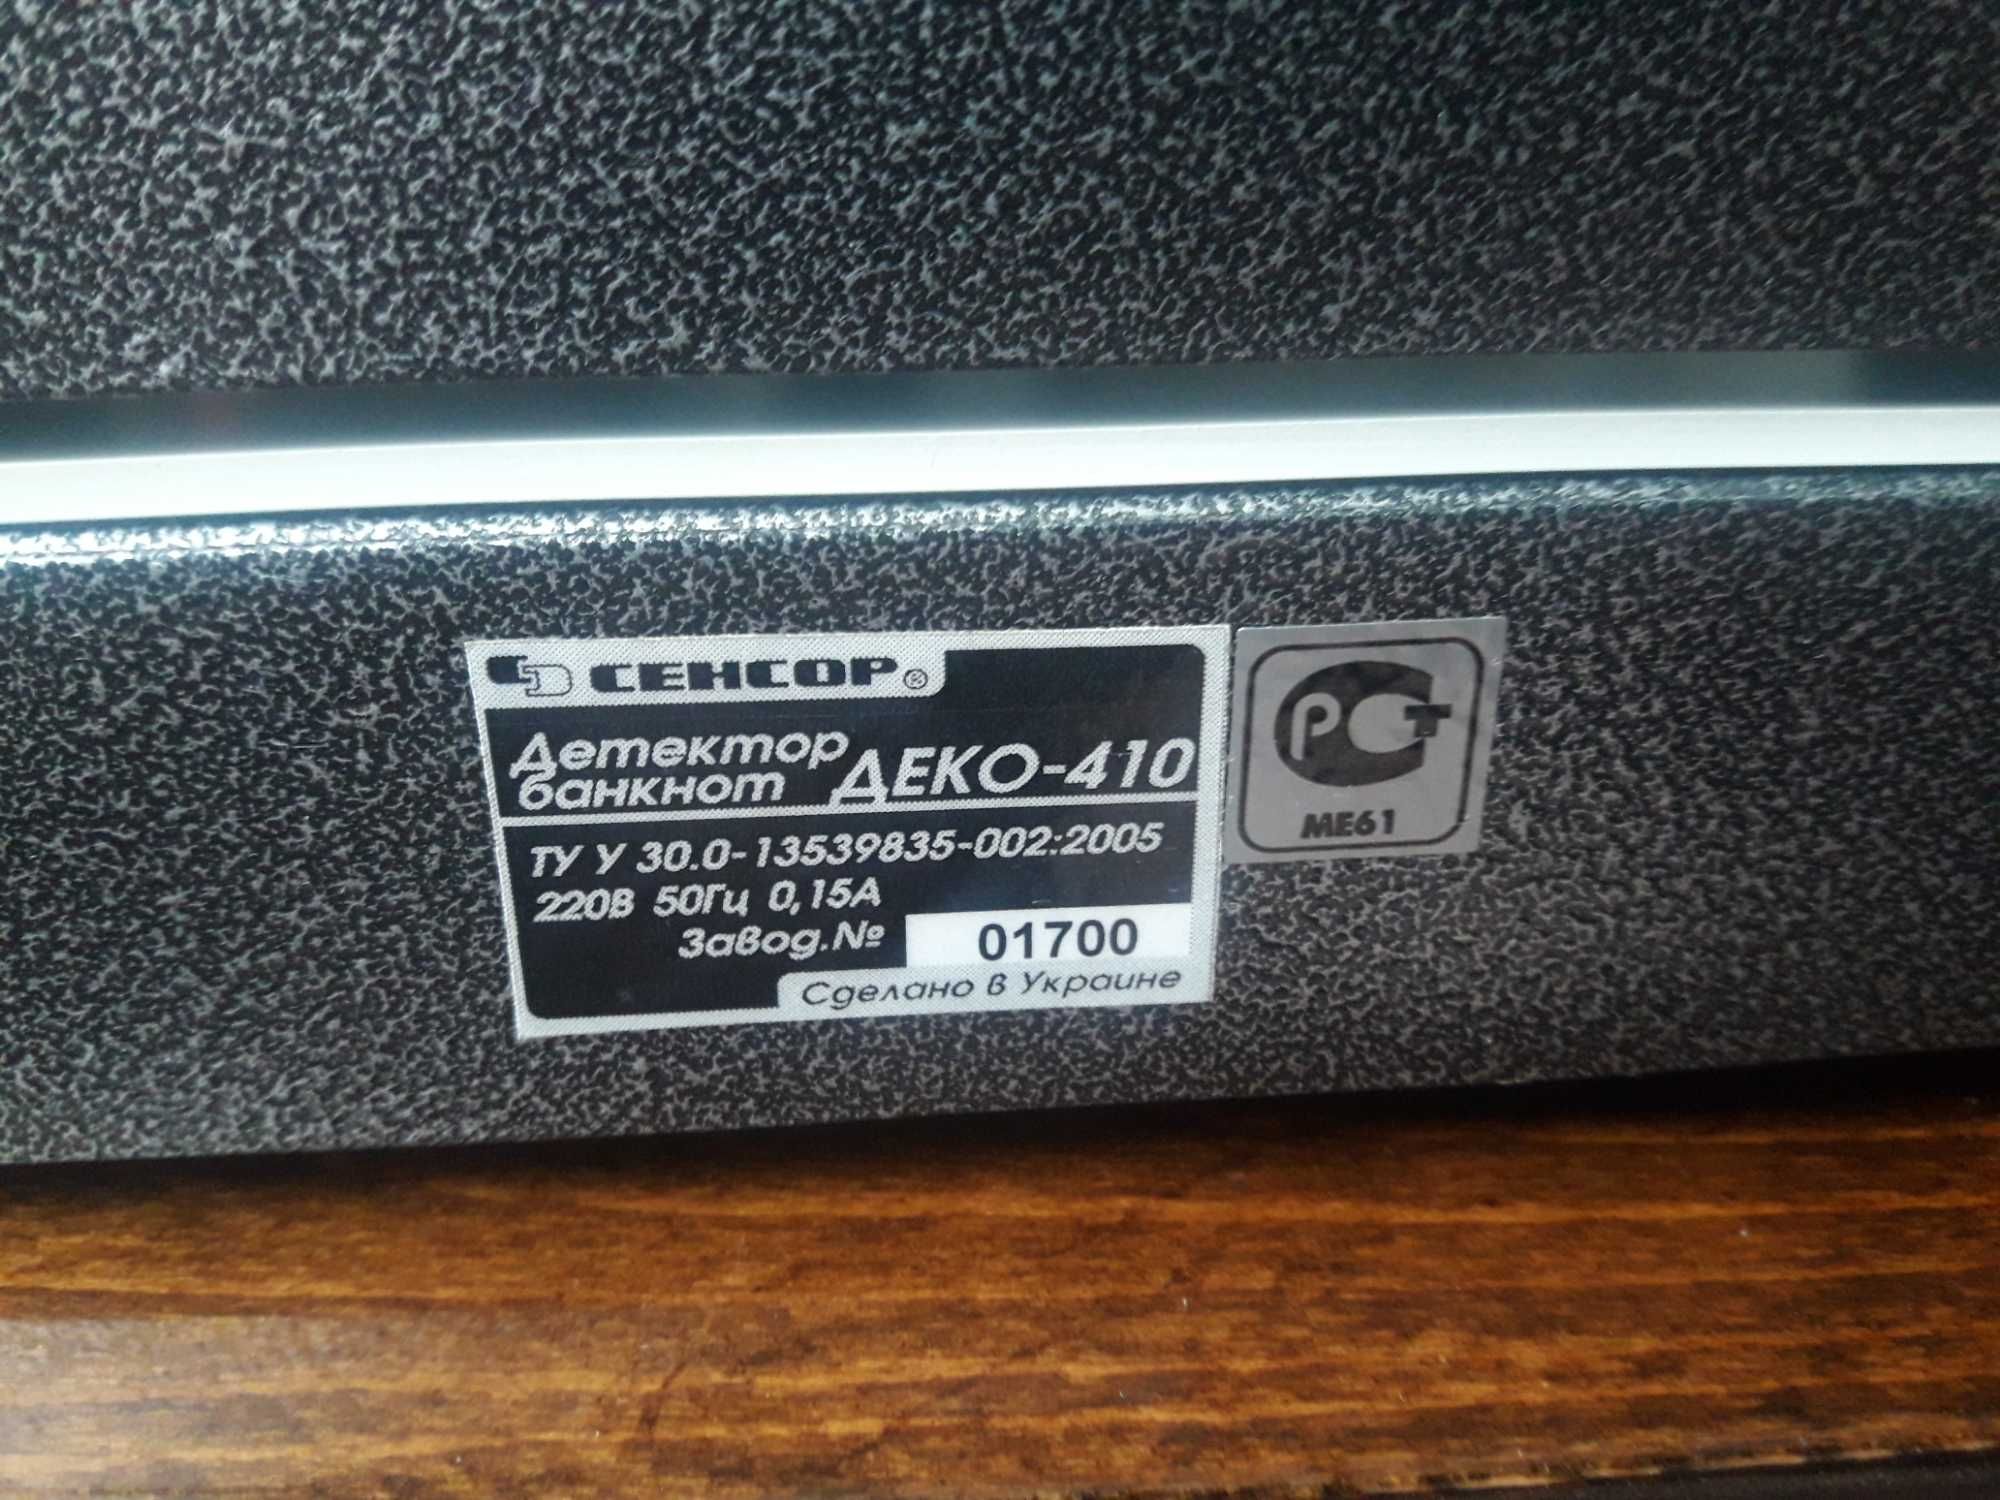 СЕНСОР®
Детектор
банкнот ДЕКО-410
ТУ У 30.0-13539835-002:2005
220В 50Гц 0,15А
Завод.№ 01700
Сделано в Украине
РСТ
МЕ61